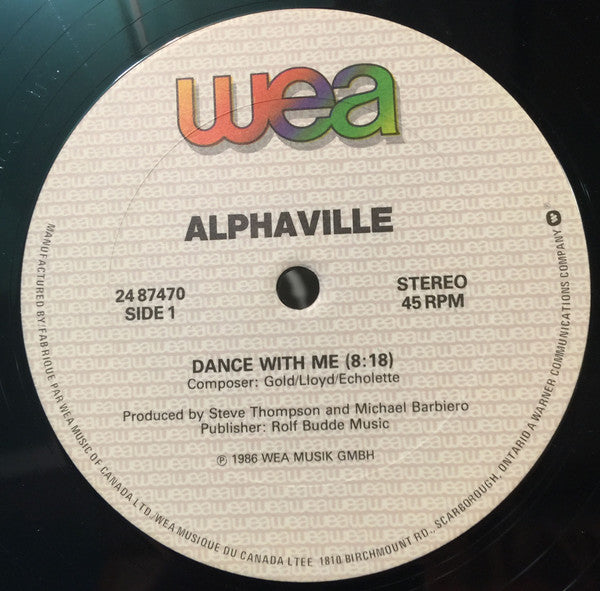 wea
ALPHAVILLE
24 87470
SIDE 1
STEREO
45 RPM
DANCE WITH ME (8:18)
Composer: Gold/Lloyd/Echolette
Produced by Steve Thompson and Michael Barbiero
Publisher: Rolf Budde Music
℗ 1986 WEA MUSIK GMBH
MANUFACTURED BY/FABRIQUE PAR WEA MUSIC OF CANADA LTD./WEA MUSIQUE DU CANADA LTEE 1810 BIRCHMOUNT RD., SCARBOROUGH, ONTARIO A WARNER COMMUNICATIONS COMPANY
®